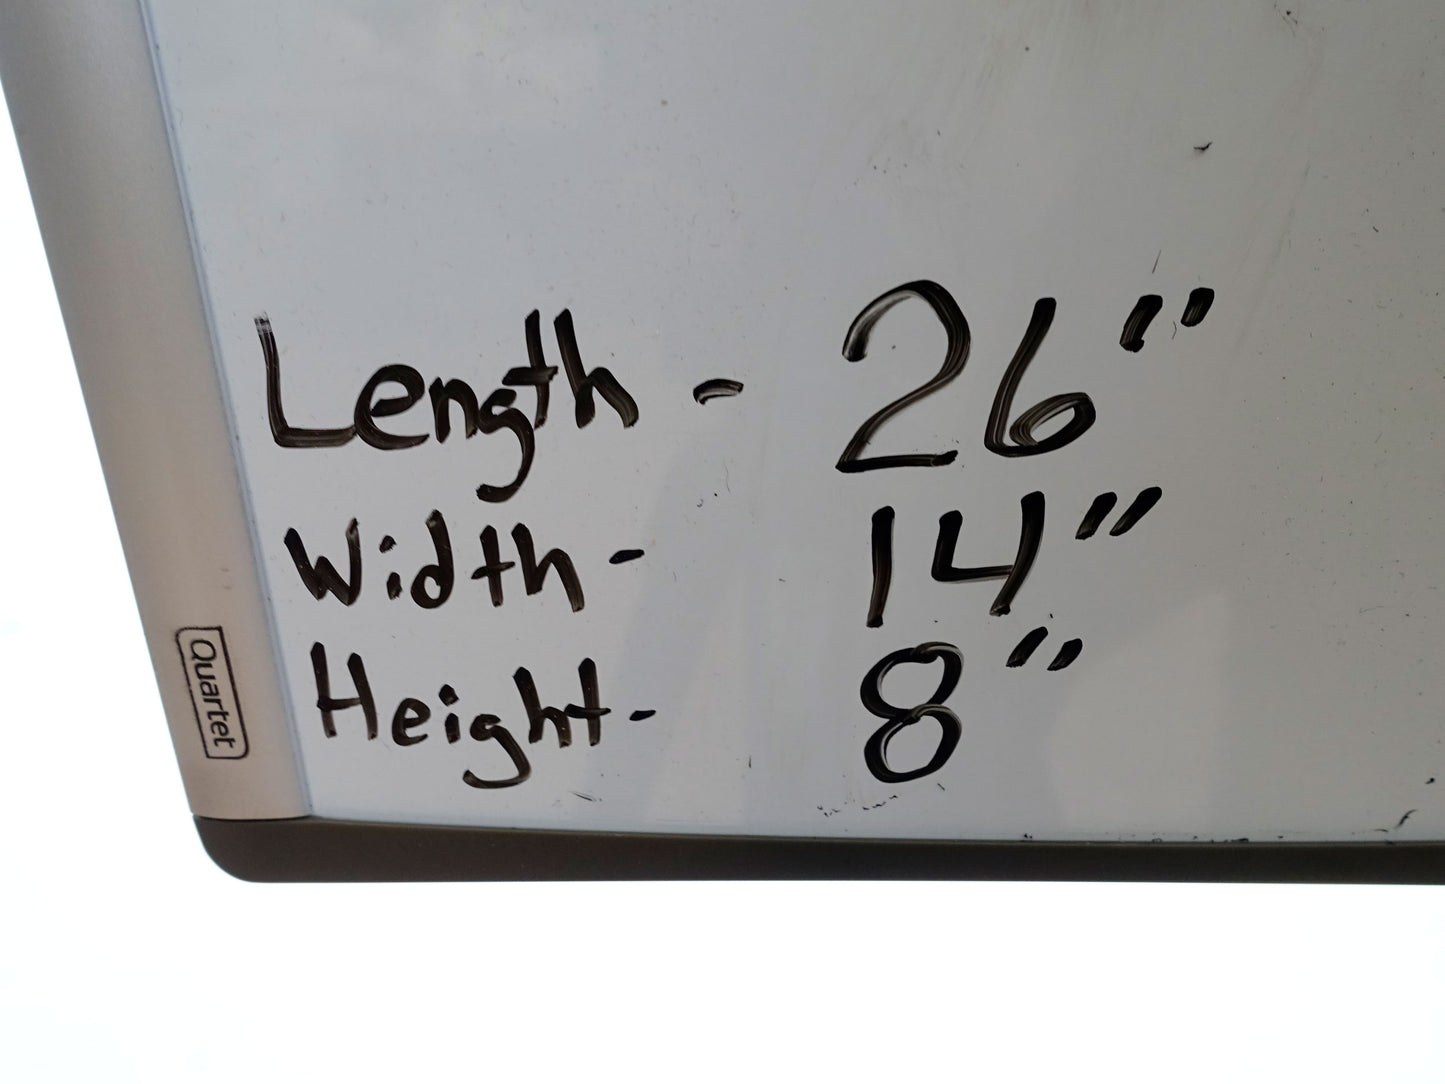 Length - 26"
Width - 14"
Height - 8"
Quartet